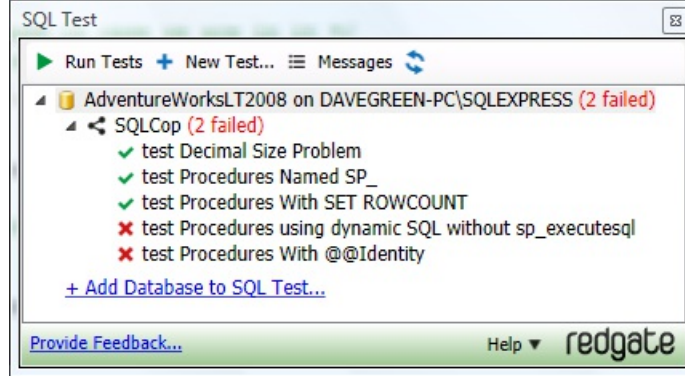 SQL Test
Run Tests New Test... Messages
AdventureWorksLT2008 on DAVEGREEN-PC\SQLEXPRESS (2 failed)
SQLCop (2 failed)
test Decimal Size Problem
test Procedures Named SP_
test Procedures With SET ROWCOUNT
test Procedures using dynamic SQL without sp_executesql
test Procedures With @@Identity
+ Add Database to SQL Test...
Provide Feedback... Help ▼ redgate